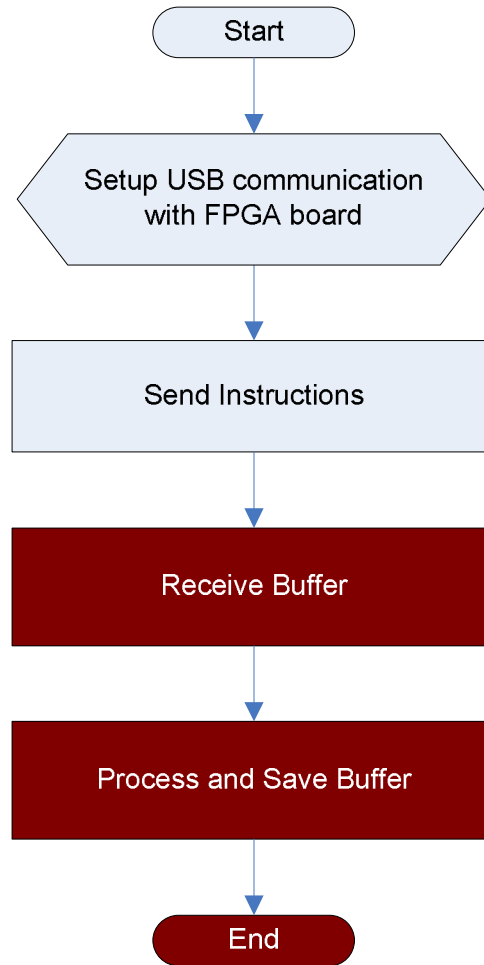 Start
Setup USB communication
with FPGA board
Send Instructions
Receive Buffer
Process and Save Buffer
End